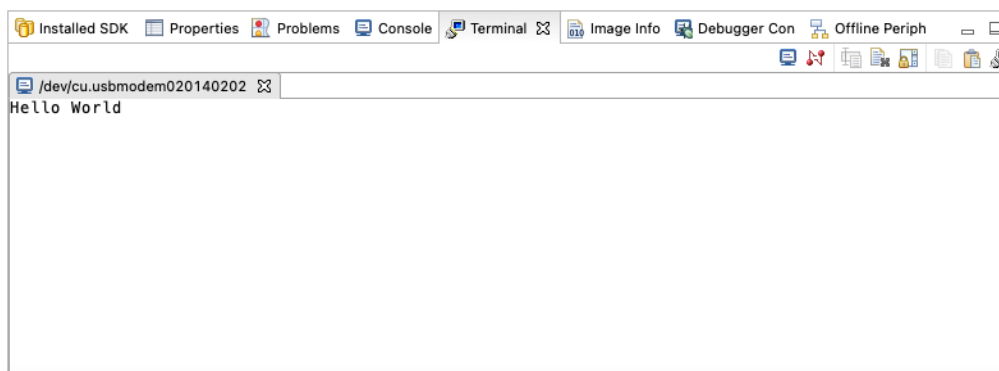 Installed SDK Properties Problems Console Terminal Image Info Debugger Con Offline Periph
/dev/cu.usbmodem020140202
Hello World